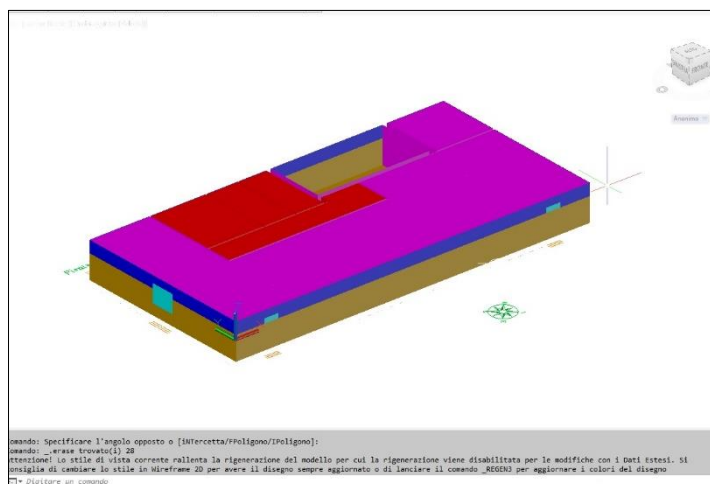 Anonimo
omando: Specificare l'angolo opposto o [iNTercetta/FPoligono/IPoligono]:
omando: _.erase trovato(i) 28
ttenzione! Lo stile di vista corrente rallenta la rigenerazione del modello per cui la rigenerazione viene disabilitata per le modifiche con i Dati Estesi. Si
onsiglia di cambiare lo stile in Wireframe 2D per avere il disegno sempre aggiornato o di lanciare il comando _REGEN3 per aggiornare i colori del disegno
Digitare un comando